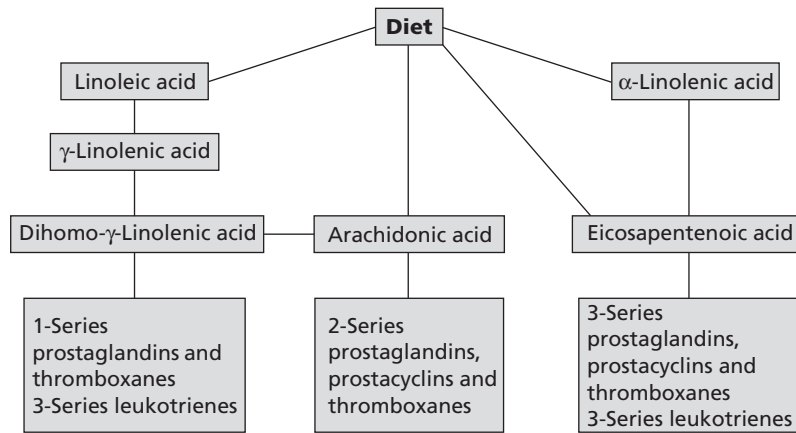 Diet
Linoleic acid
α-Linolenic acid
γ-Linolenic acid
Dihomo-γ-Linolenic acid
Arachidonic acid
Eicosapentenoic acid
1-Series
prostaglandins and
thromboxanes
3-Series leukotrienes
2-Series
prostaglandins,
prostacyclins and
thromboxanes
3-Series
prostaglandins,
prostacyclins and
thromboxanes
3-Series leukotrienes